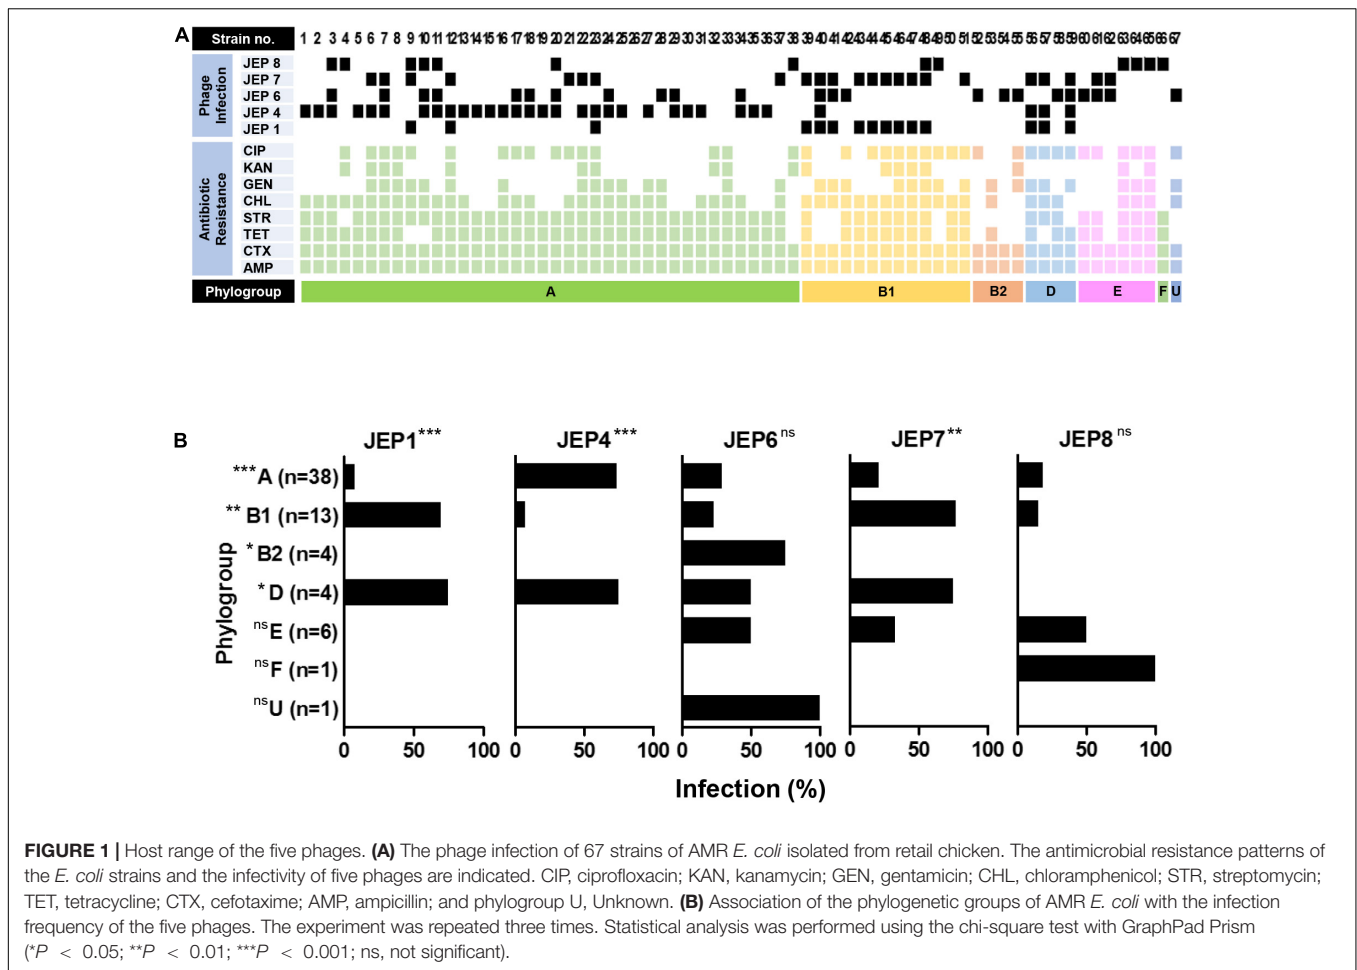 A
Strain no.
1 2 3 4 5 6 7 8 9 10 11 12 13 14 15 16 17 18 19 20 21 22 23 24 25 26 27 28 29 30 31 32 33 34 35 36 37 38 39 40 41 42 43 44 45 46 47 48 49 50 51 52 53 54 55 56 57 58 59 60 61 62 63 64 65 66 67
Phage Infection
JEP 8
JEP 7
JEP 6
JEP 4
JEP 1
Antibiotic Resistance
CIP
KAN
GEN
CHL
STR
TET
CTX
AMP
Phylogroup
A B1 B2 D E F U
B
JEP1*** JEP4*** JEP6ns JEP7** JEP8ns
Phylogroup
***A (n=38)
**B1 (n=13)
*B2 (n=4)
*D (n=4)
nsE (n=6)
nsF (n=1)
nsU (n=1)
0 100 0 100 0 100 0 100 0 100
50 50 50 50 50
Infection (%)
FIGURE 1 | Host range of the five phages. (A) The phage infection of 67 strains of AMR E. coli isolated from retail chicken. The antimicrobial resistance patterns of
the E. coli strains and the infectivity of five phages are indicated. CIP, ciprofloxacin; KAN, kanamycin; GEN, gentamicin; CHL, chloramphenicol; STR, streptomycin;
TET, tetracycline; CTX, cefotaxime; AMP, ampicillin; and phylogroup U, Unknown. (B) Association of the phylogenetic groups of AMR E. coli with the infection
frequency of the five phages. The experiment was repeated three times. Statistical analysis was performed using the chi-square test with GraphPad Prism
(*P < 0.05; **P < 0.01; ***P < 0.001; ns, not significant).